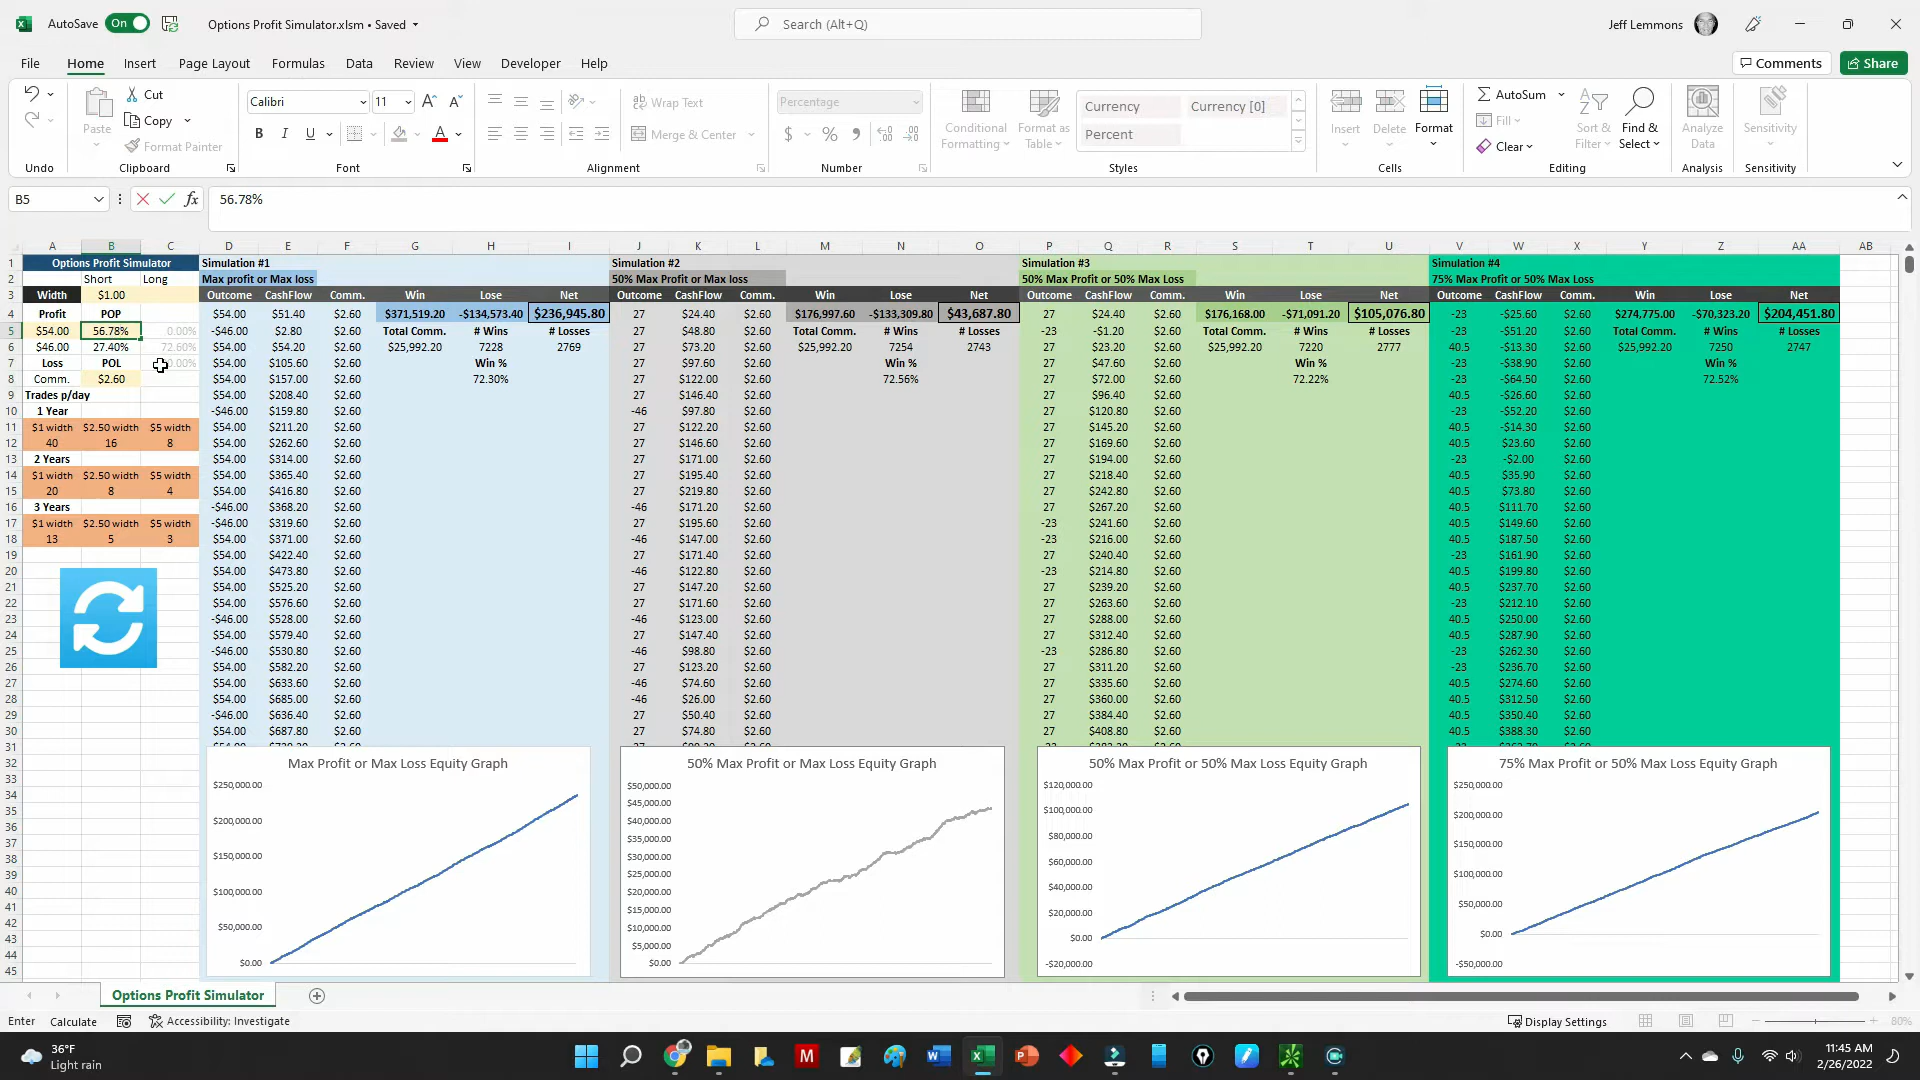 AutoSave On Options Profit Simulator.xlsm • Saved Search (Alt+Q) Jeff Lemmons
File Home Insert Page Layout Formulas Data Review View Developer Help Comments Share
Cut Calibri 11 Wrap Text Percentage Currency Currency [0] AutoSum
Paste Copy B I U A Merge & Center $ % Conditional Formatting Format as Table Percent Insert Delete Format Fill Sort & Filter Find & Select Analyze Data Sensitivity
Format Painter Clear
Undo Clipboard Font Alignment Number Styles Cells Editing Analysis Sensitivity
B5 fx 56.78%
A B C D E F G H I J K L M N O P Q R S T U V W X Y Z AA AB
1 Options Profit Simulator Simulation #1 Simulation #2 Simulation #3 Simulation #4
2 Short Long Max profit or Max loss 50% Max Profit or Max loss 50% Max Profit or 50% Max Loss 75% Max Profit or 50% Max Loss
3 Width $1.00 Outcome CashFlow Comm. Win Lose Net Outcome CashFlow Comm. Win Lose Net Outcome CashFlow Comm. Win Lose Net Outcome CashFlow Comm. Win Lose Net
4 Profit POP $54.00 $51.40 $2.60 $371,519.20 -$134,573.40 $236,945.80 27 $24.40 $2.60 $176,997.60 -$133,309.80 $43,687.80 27 $24.40 $2.60 $176,168.00 -$71,091.20 $105,076.80 -23 -$25.60 $2.60 $274,775.00 -$70,323.20 $204,451.80
5 $54.00 56.78% 0.00% -$46.00 $2.80 $2.60 Total Comm. # Wins # Losses 27 $48.80 $2.60 Total Comm. # Wins # Losses -23 -$1.20 $2.60 Total Comm. # Wins # Losses -23 -$51.20 $2.60 Total Comm. # Wins # Losses
6 $46.00 27.40% 72.60% $54.00 $54.20 $2.60 $25,992.20 7228 2769 27 $73.20 $2.60 $25,992.20 7254 2743 27 $23.20 $2.60 $25,992.20 7220 2777 40.5 -$13.30 $2.60 $25,992.20 7250 2747
7 Loss POL $54.00 $105.60 $2.60 Win % 27 $97.60 $2.60 Win % 27 $47.60 $2.60 Win % -23 -$38.90 $2.60 Win %
8 Comm. $2.60 $54.00 $157.00 $2.60 72.30% 27 $122.00 $2.60 72.56% 27 $72.00 $2.60 72.22% -23 -$64.50 $2.60 72.52%
9 Trades p/day $54.00 $208.40 $2.60 27 $146.40 $2.60 27 $96.40 $2.60 40.5 -$26.60 $2.60
10 1 Year -$46.00 $159.80 $2.60 -46 $97.80 $2.60 27 $120.80 $2.60 -23 -$52.20 $2.60
11 $1 width $2.50 width $5 width $54.00 $211.20 $2.60 27 $122.20 $2.60 27 $145.20 $2.60 40.5 -$14.30 $2.60
12 40 16 8 $54.00 $262.60 $2.60 27 $146.60 $2.60 27 $169.60 $2.60 40.5 $23.60 $2.60
13 2 Years $54.00 $314.00 $2.60 27 $171.00 $2.60 27 $194.00 $2.60 -23 -$2.00 $2.60
14 $1 width $2.50 width $5 width $54.00 $365.40 $2.60 27 $195.40 $2.60 27 $218.40 $2.60 40.5 $35.90 $2.60
15 20 8 4 $54.00 $416.80 $2.60 27 $219.80 $2.60 27 $242.80 $2.60 40.5 $73.80 $2.60
16 3 Years -$46.00 $368.20 $2.60 -46 $171.20 $2.60 27 $267.20 $2.60 40.5 $111.70 $2.60
17 $1 width $2.50 width $5 width -$46.00 $319.60 $2.60 27 $195.60 $2.60 -23 $241.60 $2.60 40.5 $149.60 $2.60
18 13 5 3 $54.00 $371.00 $2.60 -46 $147.00 $2.60 -23 $216.00 $2.60 40.5 $187.50 $2.60
19 $54.00 $422.40 $2.60 27 $171.40 $2.60 27 $240.40 $2.60 -23 $161.90 $2.60
20 $54.00 $473.80 $2.60 -46 $122.80 $2.60 -23 $214.80 $2.60 40.5 $199.80 $2.60
21 $54.00 $525.20 $2.60 27 $147.20 $2.60 27 $239.20 $2.60 40.5 $237.70 $2.60
22 $54.00 $576.60 $2.60 27 $171.60 $2.60 27 $263.60 $2.60 -23 $212.10 $2.60
23 -$46.00 $528.00 $2.60 -46 $123.00 $2.60 27 $288.00 $2.60 40.5 $250.00 $2.60
24 $54.00 $579.40 $2.60 27 $147.40 $2.60 27 $312.40 $2.60 40.5 $287.90 $2.60
25 -$46.00 $530.80 $2.60 -46 $98.80 $2.60 -23 $286.80 $2.60 -23 $262.30 $2.60
26 $54.00 $582.20 $2.60 27 $123.20 $2.60 27 $311.20 $2.60 -23 $236.70 $2.60
27 $54.00 $633.60 $2.60 -46 $74.60 $2.60 27 $335.60 $2.60 40.5 $274.60 $2.60
28 $54.00 $685.00 $2.60 -46 $26.00 $2.60 27 $360.00 $2.60 40.5 $312.50 $2.60
29 -$46.00 $636.40 $2.60 27 $50.40 $2.60 27 $384.40 $2.60 40.5 $350.40 $2.60
30 $54.00 $687.80 $2.60 27 $74.80 $2.60 27 $408.80 $2.60 40.5 $388.30 $2.60
31
32 Max Profit or Max Loss Equity Graph 50% Max Profit or Max Loss Equity Graph 50% Max Profit or 50% Max Loss Equity Graph 75% Max Profit or 50% Max Loss Equity Graph
33
34
35
36
37
38
39
40
41
42
43
44
45
$250,000.00
$200,000.00
$150,000.00
$100,000.00
$50,000.00
$0.00
$50,000.00
$45,000.00
$40,000.00
$35,000.00
$30,000.00
$25,000.00
$20,000.00
$15,000.00
$10,000.00
$5,000.00
$0.00
$120,000.00
$100,000.00
$80,000.00
$60,000.00
$40,000.00
$20,000.00
$0.00
-$20,000.00
$250,000.00
$200,000.00
$150,000.00
$100,000.00
$50,000.00
$0.00
-$50,000.00
Options Profit Simulator
Enter Calculate Accessibility: Investigate Display Settings 80%
36°F
Light rain
11:45 AM
2/26/2022